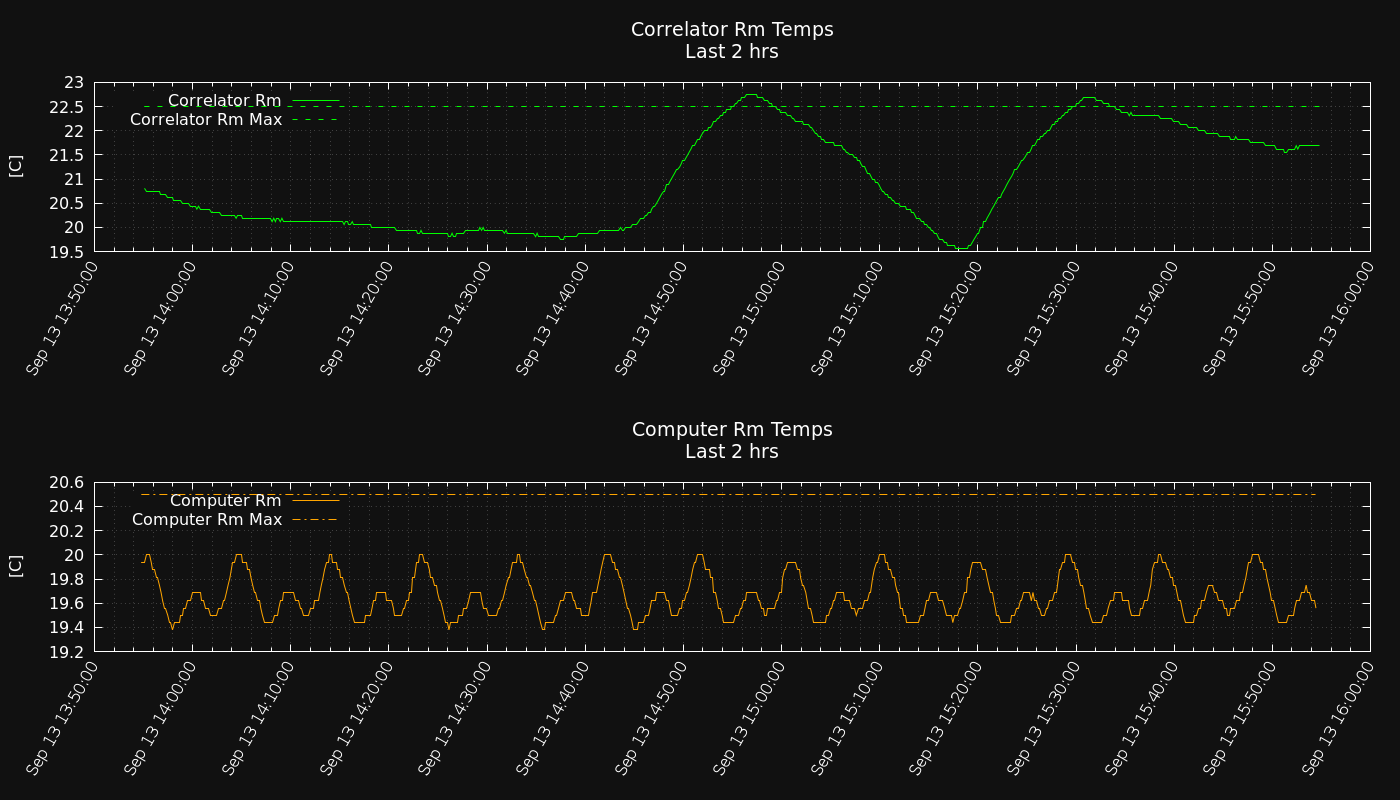 Correlator Rm Temps
Last 2 hrs
23
22.5
22
21.5
21
20.5
20
19.5
[C]
Correlator Rm
Correlator Rm Max
Sep 13 13:50:00
Sep 13 14:00:00
Sep 13 14:10:00
Sep 13 14:20:00
Sep 13 14:30:00
Sep 13 14:40:00
Sep 13 14:50:00
Sep 13 15:00:00
Sep 13 15:10:00
Sep 13 15:20:00
Sep 13 15:30:00
Sep 13 15:40:00
Sep 13 15:50:00
Sep 13 16:00:00
Computer Rm Temps
Last 2 hrs
20.6
20.4
20.2
20
19.8
19.6
19.4
19.2
[C]
Computer Rm
Computer Rm Max
Sep 13 13:50:00
Sep 13 14:00:00
Sep 13 14:10:00
Sep 13 14:20:00
Sep 13 14:30:00
Sep 13 14:40:00
Sep 13 14:50:00
Sep 13 15:00:00
Sep 13 15:10:00
Sep 13 15:20:00
Sep 13 15:30:00
Sep 13 15:40:00
Sep 13 15:50:00
Sep 13 16:00:00